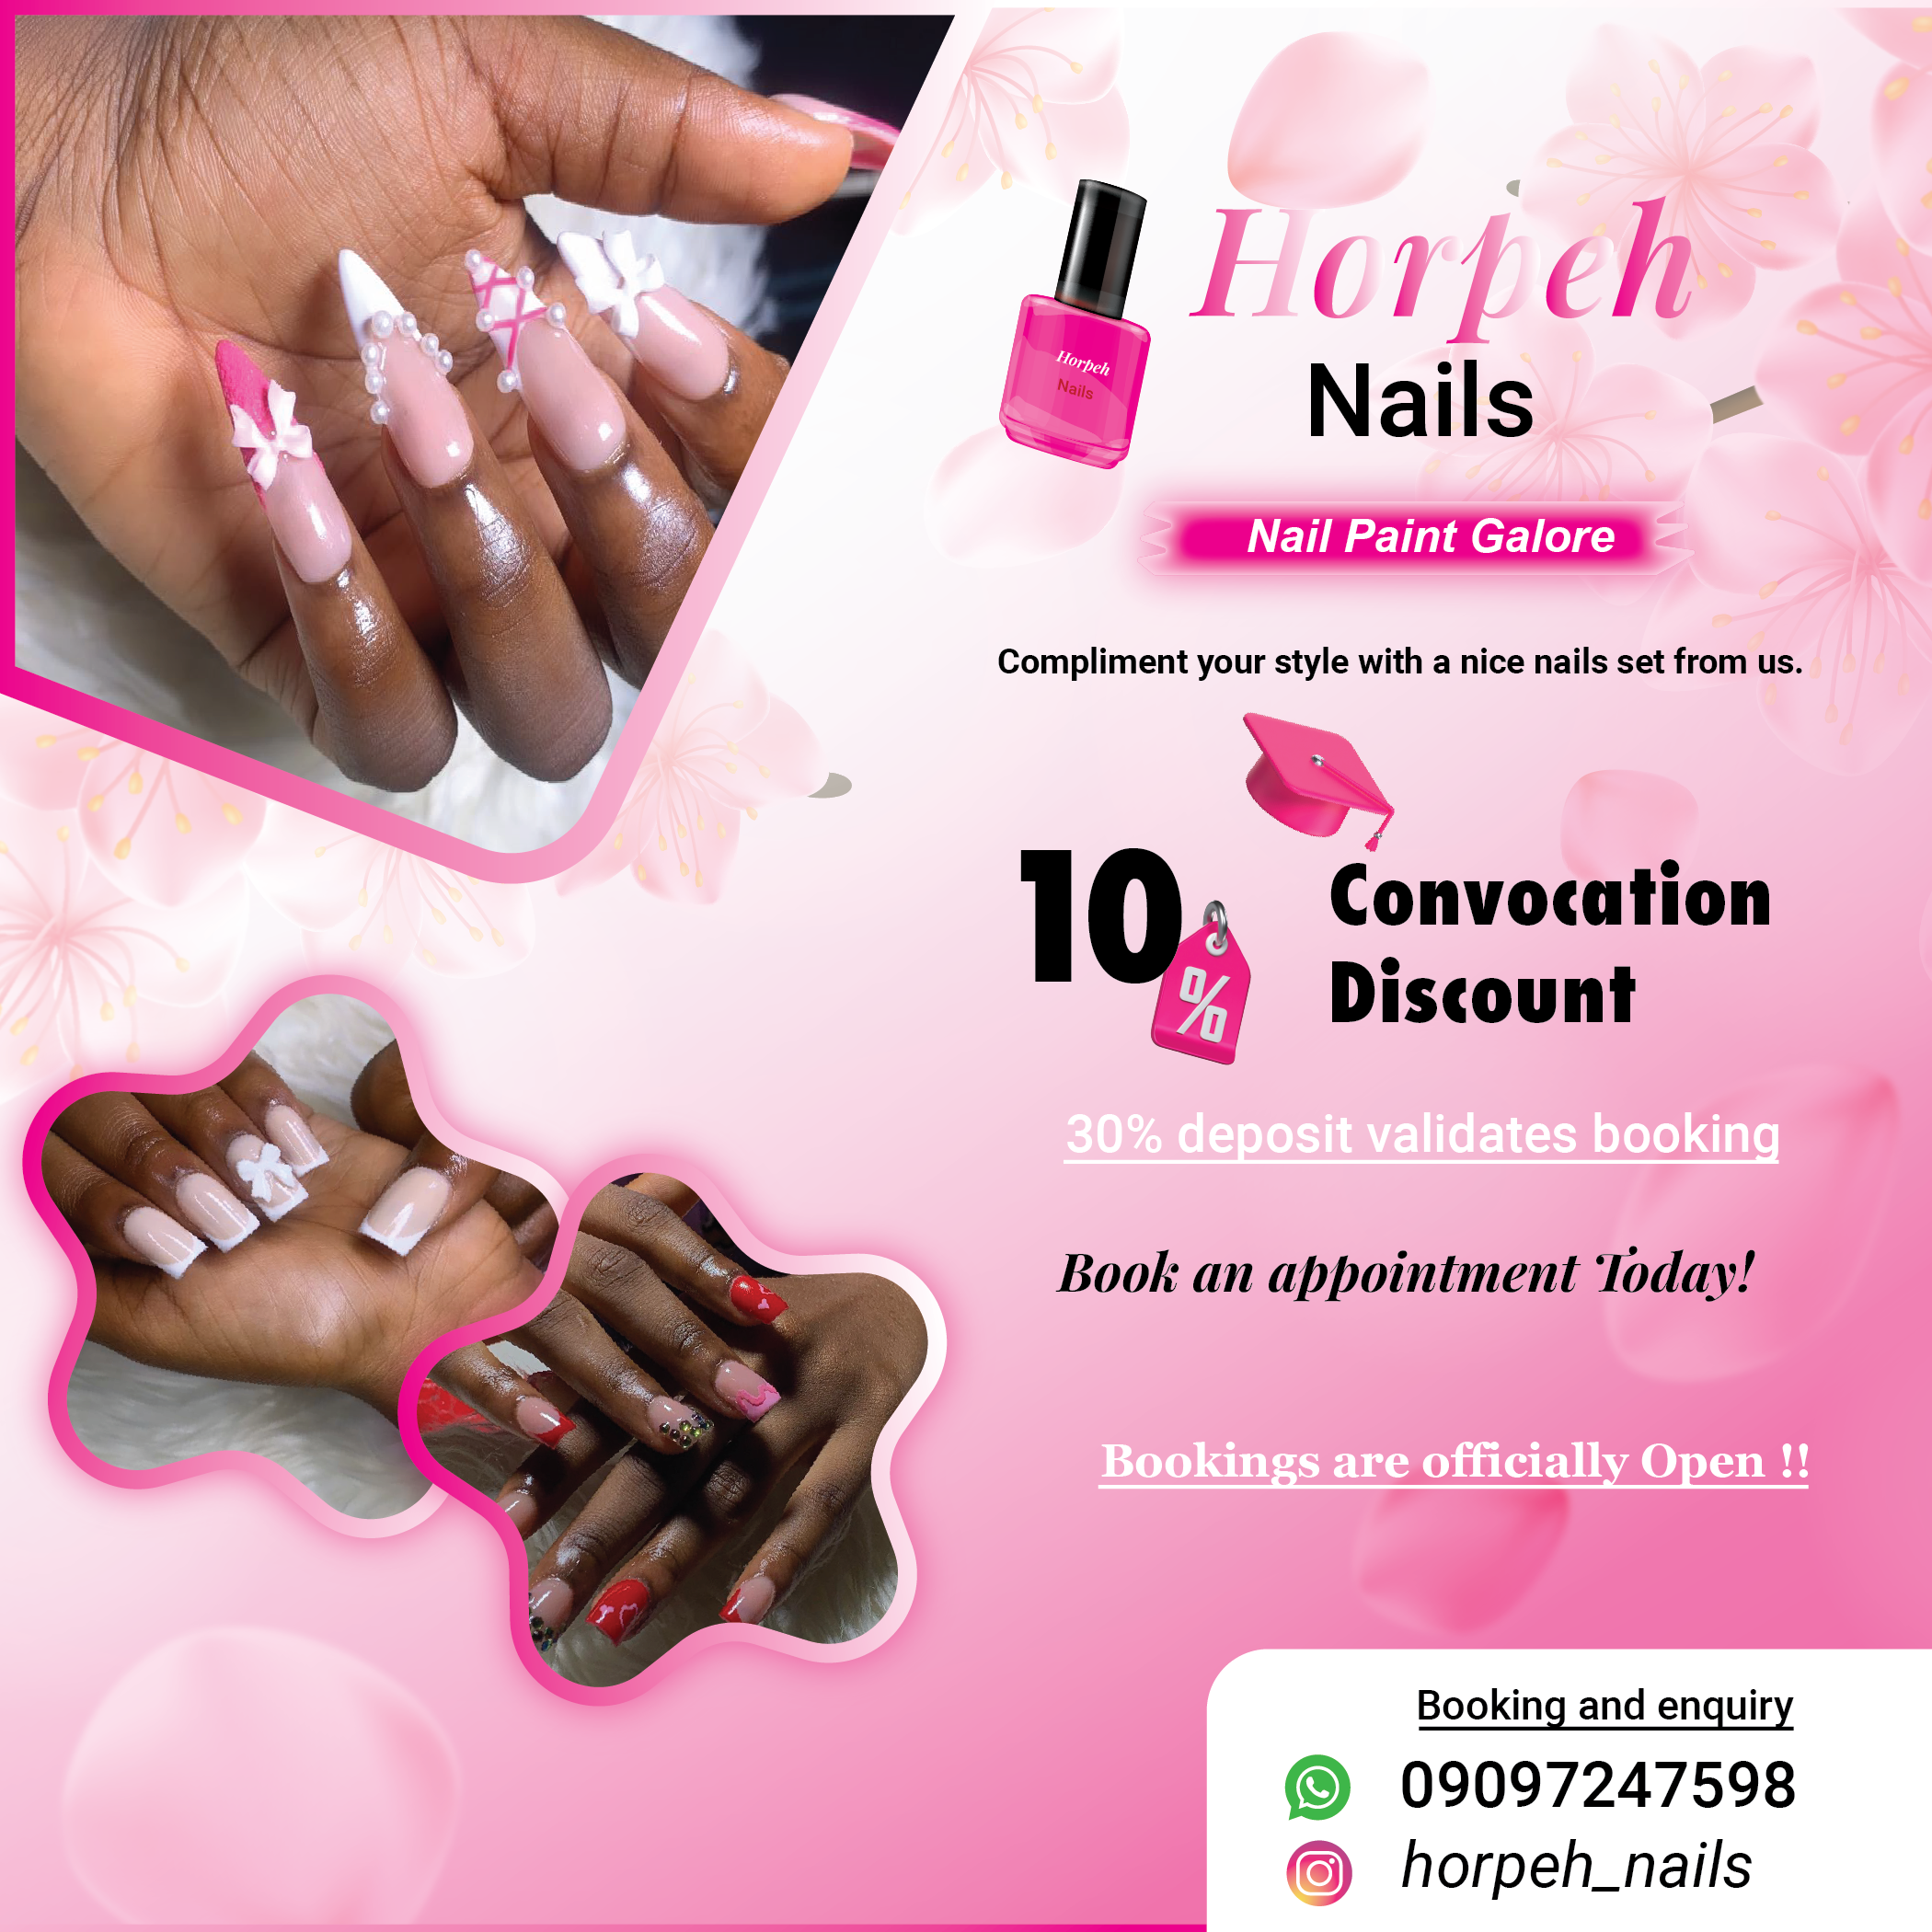 Horpeh
Nails
Horpeh
Nails
Nail Paint Galore
Compliment your style with a nice nails set from us.
10%
Convocation
Discount
30% deposit validates booking
Book an appointment Today!
Bookings are officially Open !!
Booking and enquiry
09097247598
horpeh_nails